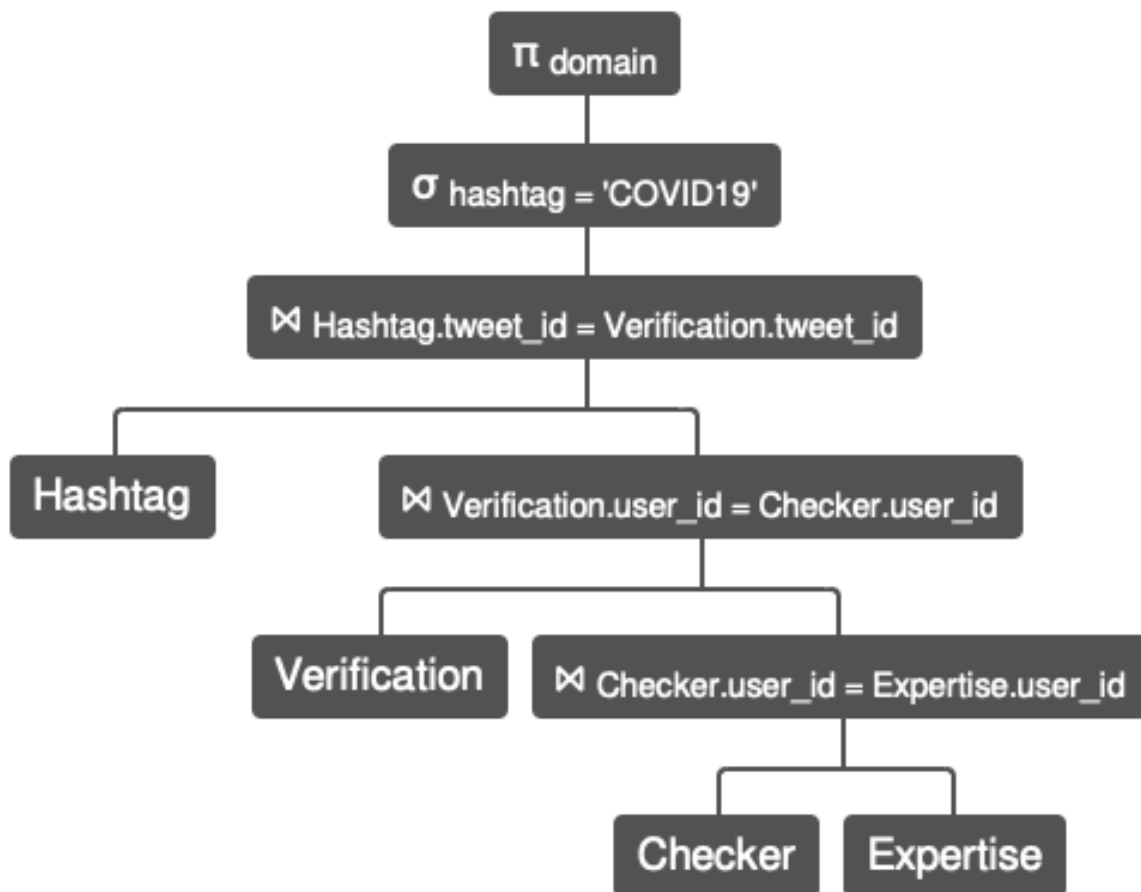 π domain
σ hashtag = 'COVID19'
⋈ Hashtag.tweet_id = Verification.tweet_id
Hashtag
⋈ Verification.user_id = Checker.user_id
Verification
⋈ Checker.user_id = Expertise.user_id
Checker
Expertise